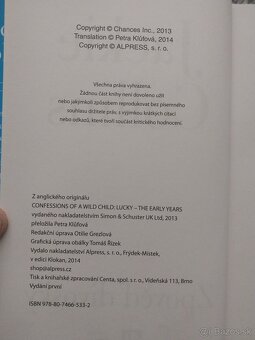 Copyright © Chances Inc., 2013
Translation © Petra Klůfová, 2014
Copyright © ALPRESS, s. r. o.
Všechna práva vyhrazena.
Žádnou část knihy není dovoleno užít
nebo jakýmkoli způsobem reprodukovat bez písemného
souhlasu držitele práv, s výjimkou krátkých citací
nebo odkazů, které tvoří součást kritického hodnocení.
Z anglického originálu
CONFESSIONS OF A WILD CHILD; LUCKY – THE EARLY YEARS
vydaného nakladatelstvím Simon & Schuster UK Ltd, 2013
přeložila Petra Klůfová
Redakční úprava Otilie Grezlová
Grafická úprava obálky Tomáš Řízek
Vydalo nakladatelství Alpress, s. r. o., Frýdek-Místek,
v edici Klokan, 2014
shop@alpress.cz
Tisk a knihařské zpracování Centa, spol. s r. o., Vídeňská 113, Brno
Vydání první
ISBN 978-80-7466-533-2